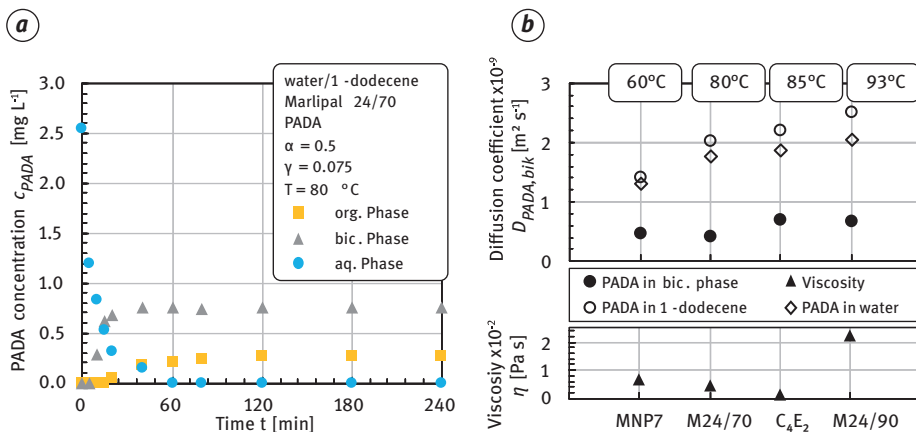 a
PADA concentration cPADA [mg L-1]
3.0
2.5
2.0
1.5
1.0
0.5
0.0
0
60
120
180
240
Time t [min]
water/1 -dodecene
Marlipal 24/70
PADA
α = 0.5
γ = 0.075
T = 80 °C
org. Phase
bic. Phase
aq. Phase
b
60°C
80°C
85°C
93°C
Diffusion coefficient x10-9
DPADA,bik [m2 s-1]
3
2
1
0
PADA in bic. phase
Viscosity
PADA in 1 -dodecene
PADA in water
Viscosiy x10-2
η [Pa s]
2
1
0
MNP7
M24/70
C4E2
M24/90